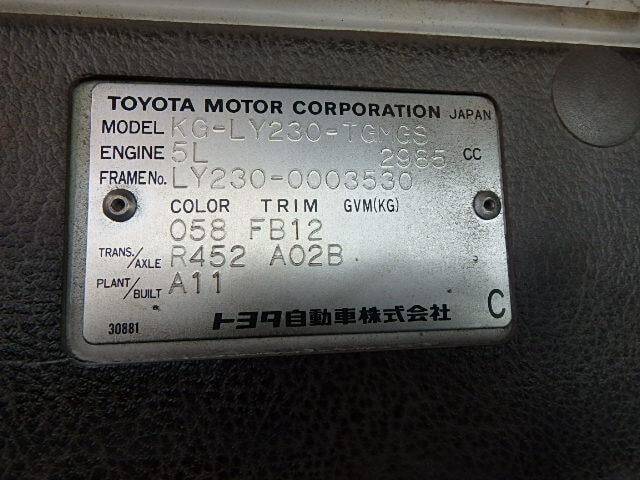 TOYOTA MOTOR CORPORATION JAPAN
MODEL KG-LY230-TGMGS
ENGINE 5L 2985 CC
FRAME No. LY230-0003530
COLOR TRIM GVM(KG)
058 FB12
TRANS./AXLE R452 A02B
PLANT/BUILT A11
30881 トヨタ自動車株式会社 C